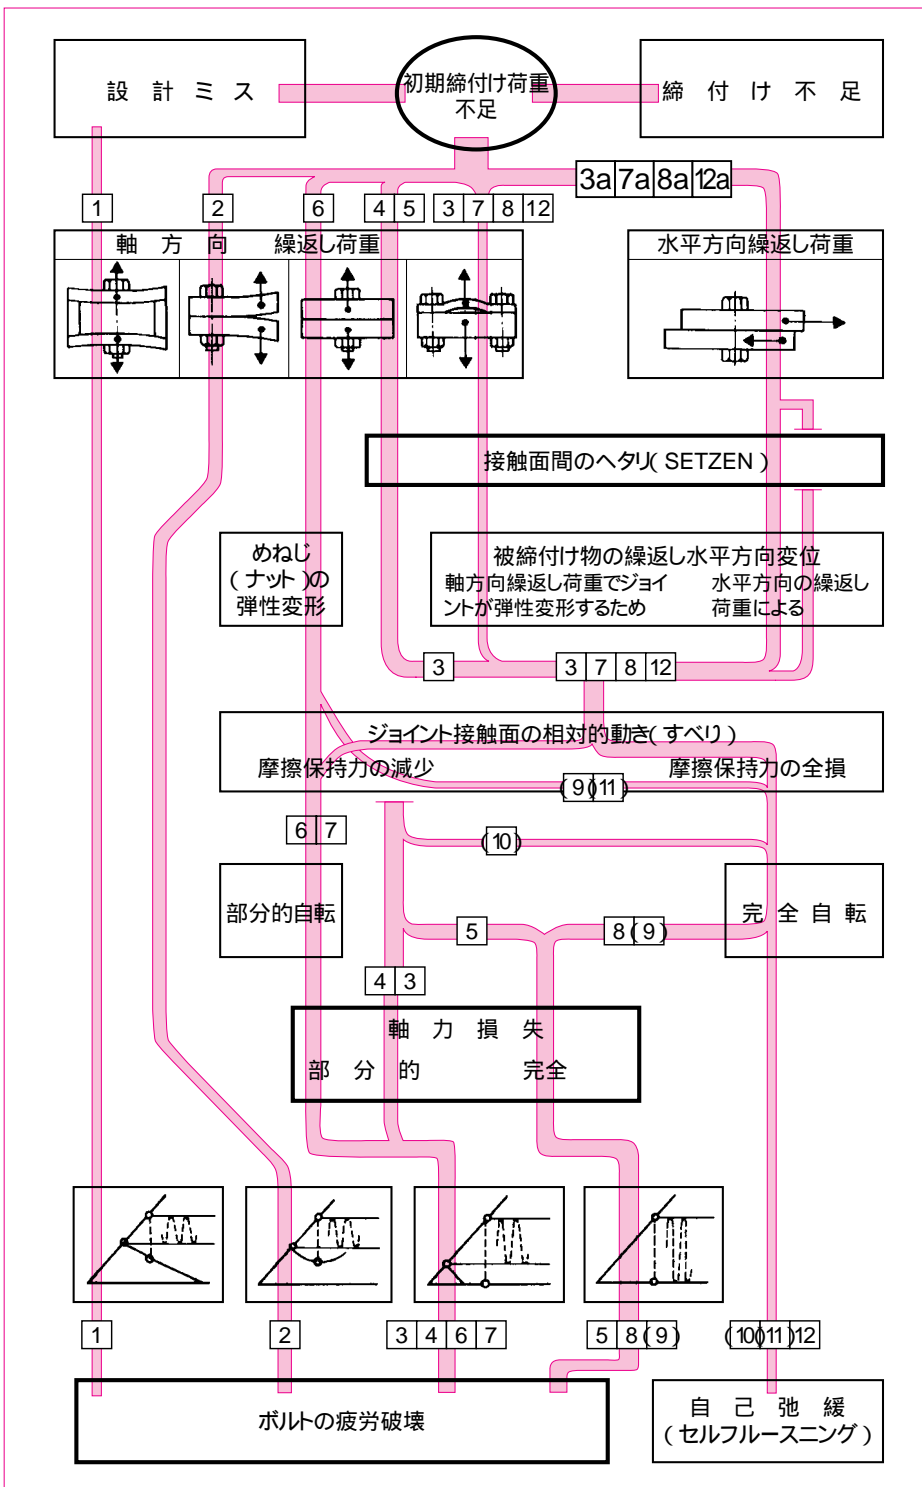 設計ミス
初期締付け荷重
不足
締付け不足
3a 7a 8a 12a
1
2
6
4 5
3 7 8 12
軸方向 繰返し荷重
水平方向繰返し荷重
接触面間のヘタリ(SETZEN)
めねじ
(ナット)の
弾性変形
被締付け物の繰返し水平方向変位
軸方向繰返し荷重でジョイ
ントが弾性変形するため
水平方向の繰返し
荷重による
3
3 7 8 12
ジョイント接触面の相対的動き(すべり)
摩擦保持力の減少
摩擦保持力の全損
(9)(11)
6 7
(10)
部分的自転
完全自転
5
8(9)
4 3
軸力損失
部分的
完全
1
2
3 4 6 7
5 8(9)
(10)(11)12
ボルトの疲労破壊
自己弛緩
(セルフルースニング)